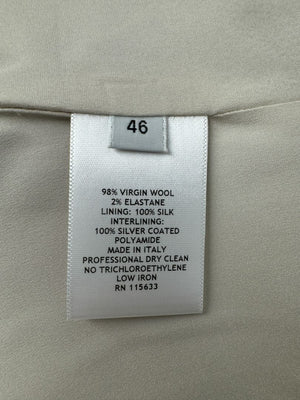 46
98% VIRGIN WOOL
2% ELASTANE
LINING: 100% SILK
INTERLINING:
100% SILVER COATED
POLYAMIDE
MADE IN ITALY
PROFESSIONAL DRY CLEAN
NO TRICHLOROETHYLENE
LOW IRON
RN 115633